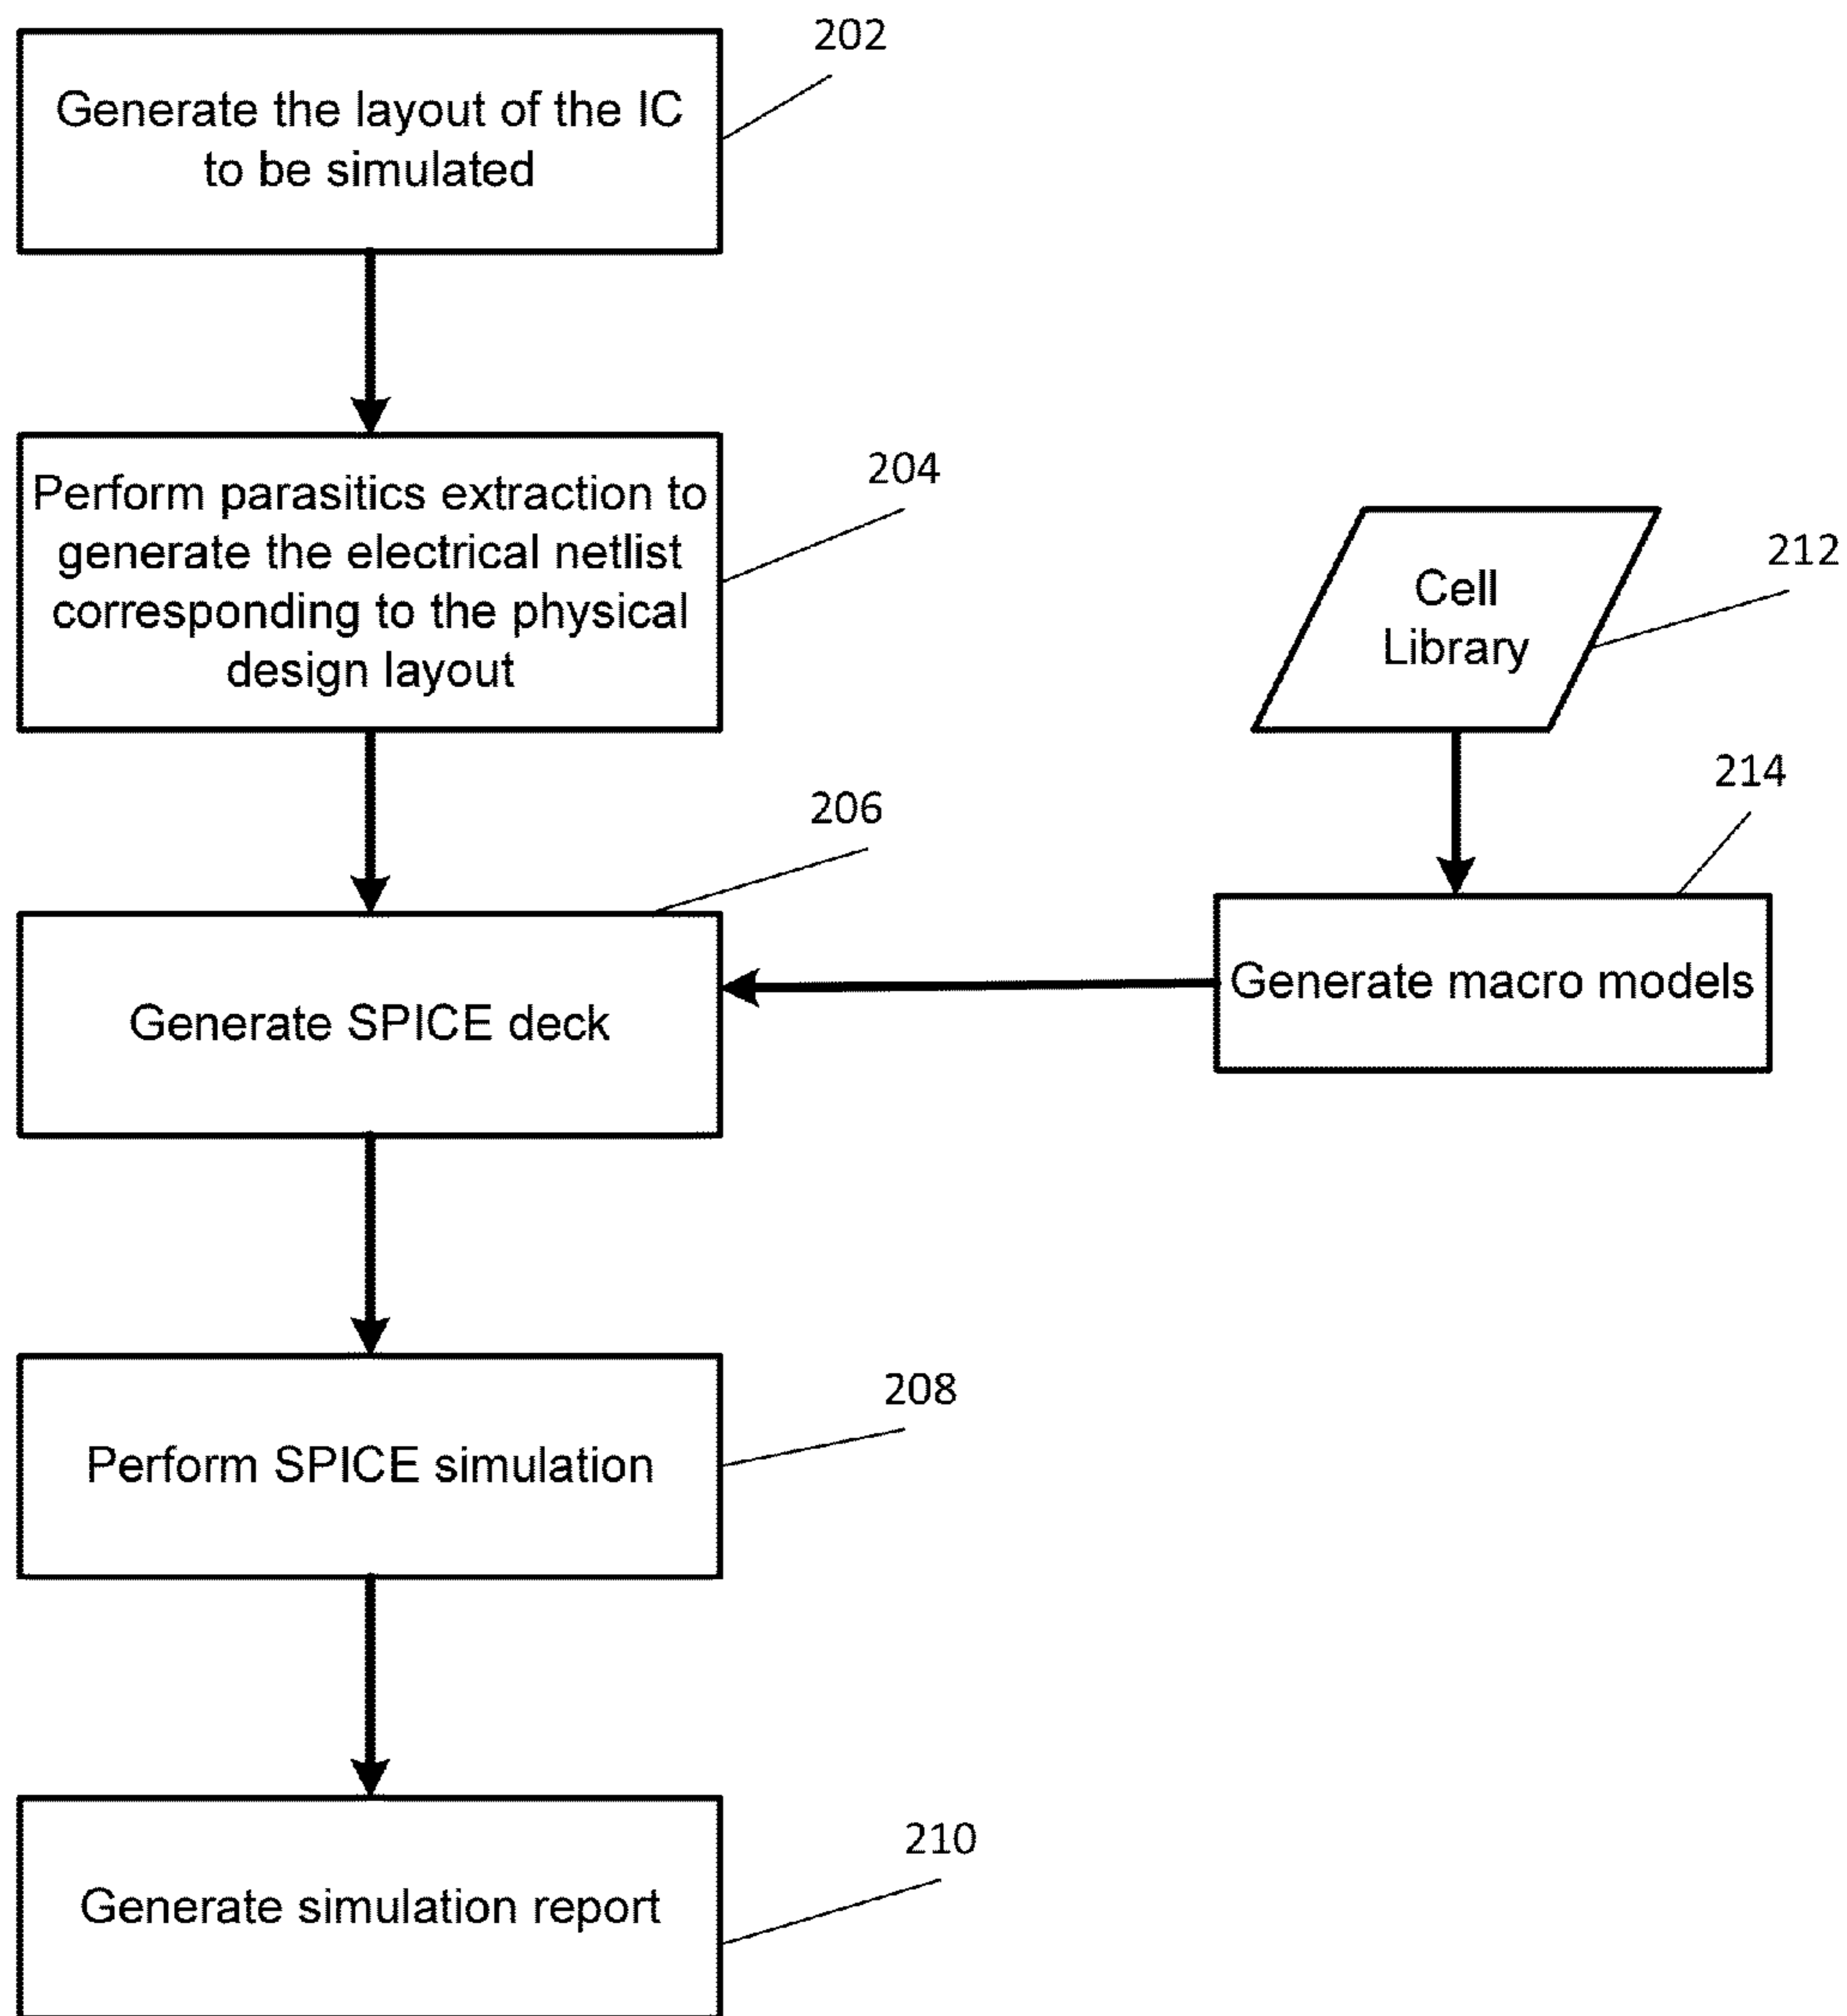 202
Generate the layout of the IC
to be simulated
204
Perform parasitics extraction to
generate the electrical netlist
corresponding to the physical
design layout
212
Cell
Library
214
206
Generate macro models
Generate SPICE deck
208
Perform SPICE simulation
210
Generate simulation report